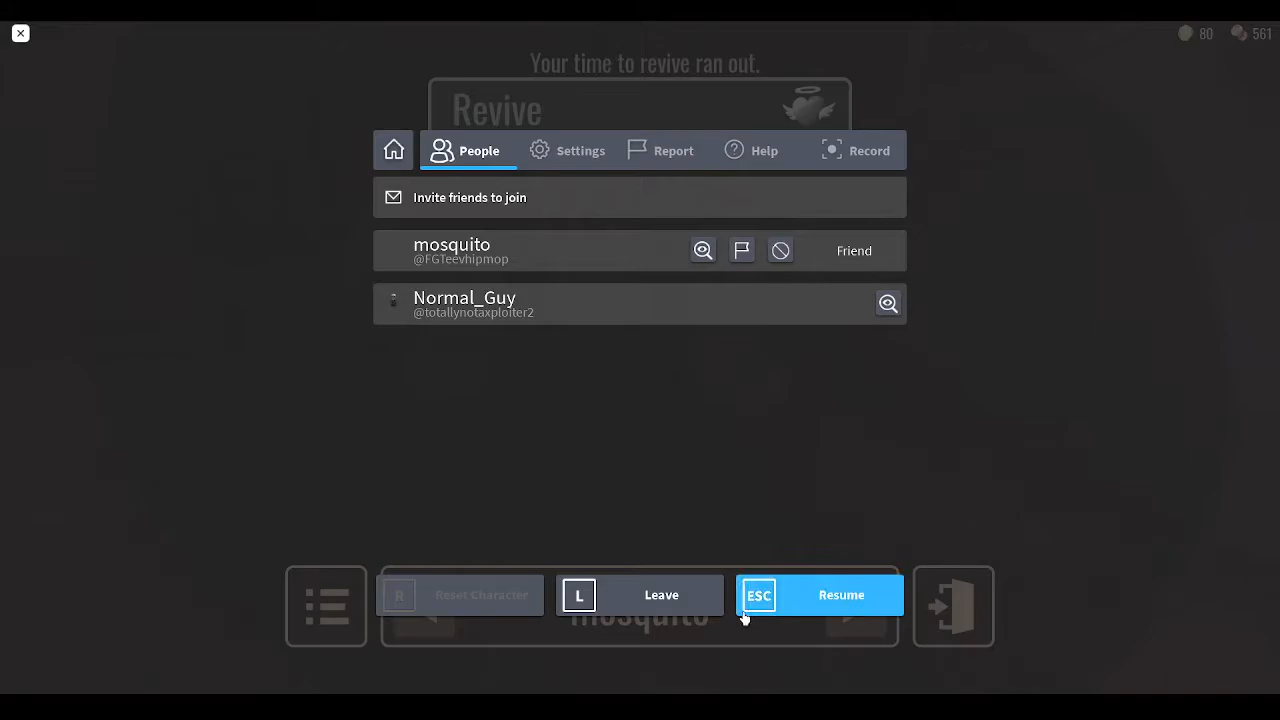 80 561
Your time to revive ran out.
Revive
People Settings Report Help Record
Invite friends to join
mosquito
@FGTeevhipmop
Friend
Normal_Guy
@totallynotaxploiter2
R Reset Character L Leave ESC Resume
mosquito